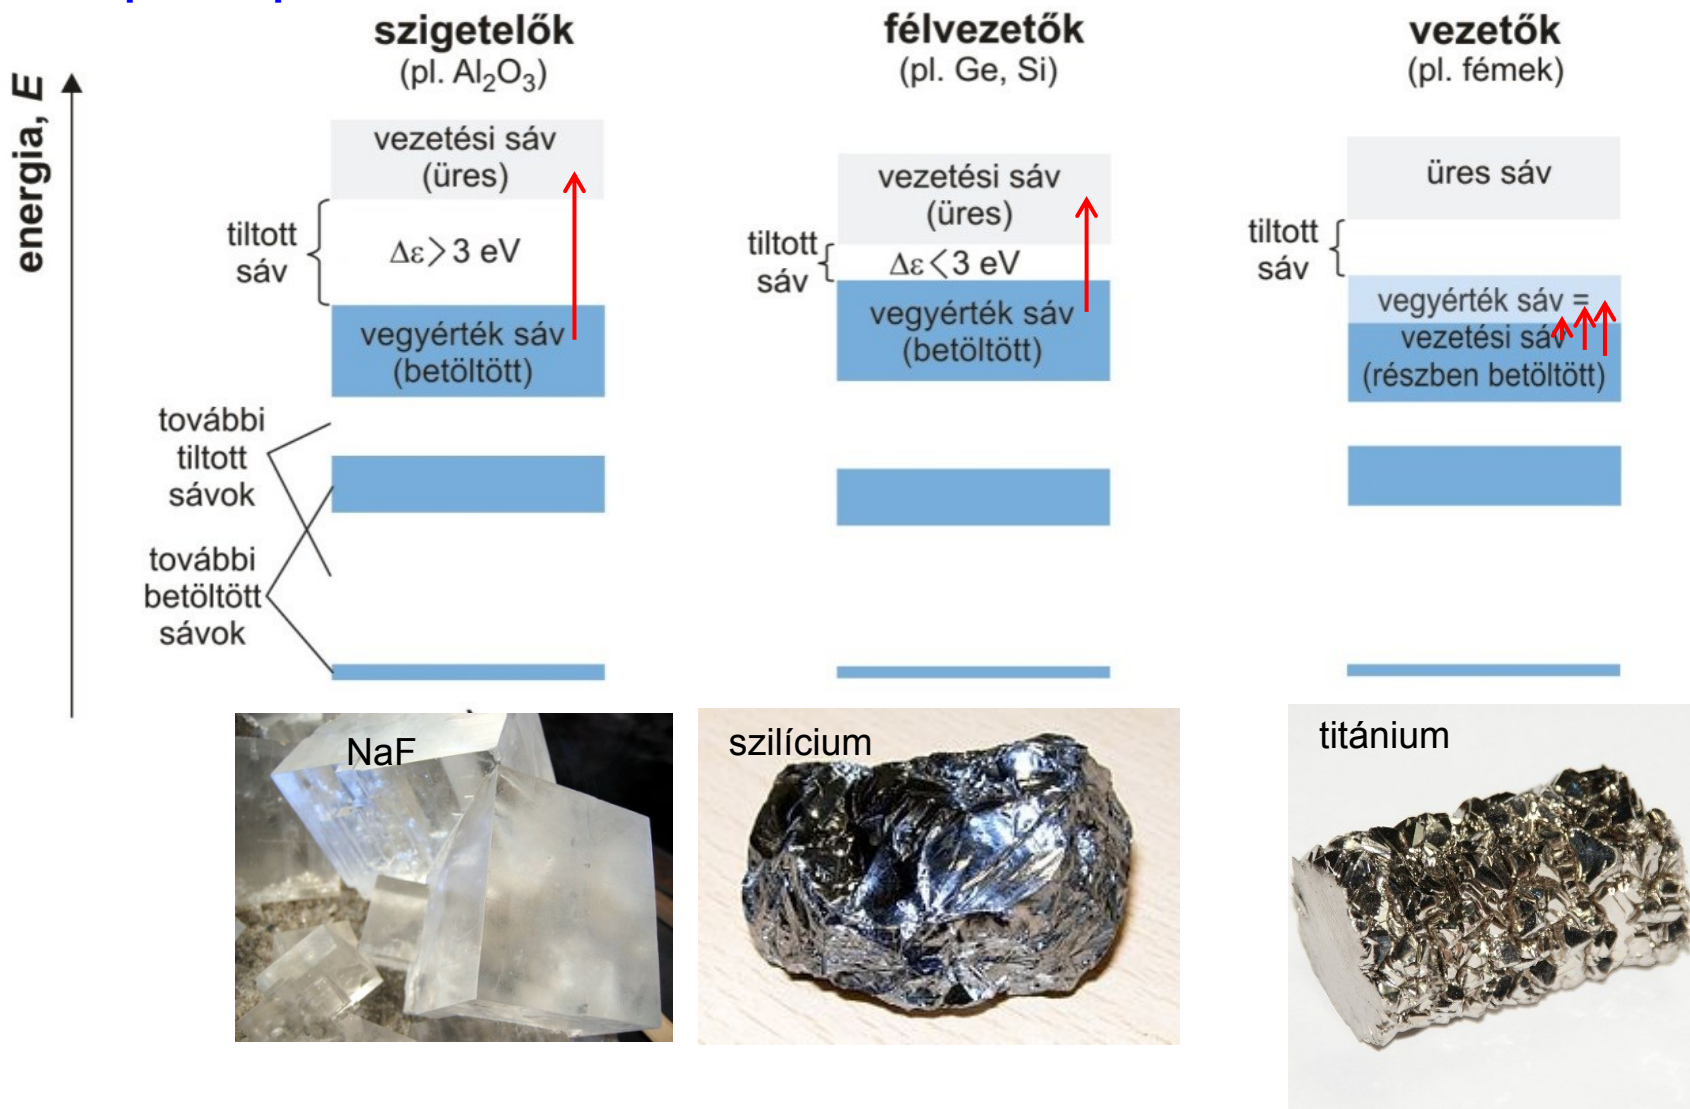 szigetelők
(pl. Al₂O₃)
félvezetők
(pl. Ge, Si)
vezetők
(pl. fémek)
energia, E
vezetési sáv
(üres)
tiltott
sáv
Δε>3 eV
vegyérték sáv
(betöltött)
további
tiltott
sávok
további
betöltött
sávok
vezetési sáv
(üres)
tiltott
sáv
Δε<3 eV
vegyérték sáv
(betöltött)
üres sáv
tiltott
sáv
vegyérték sáv =
vezetési sáv
(részben betöltött)
NaF
szilícium
titánium